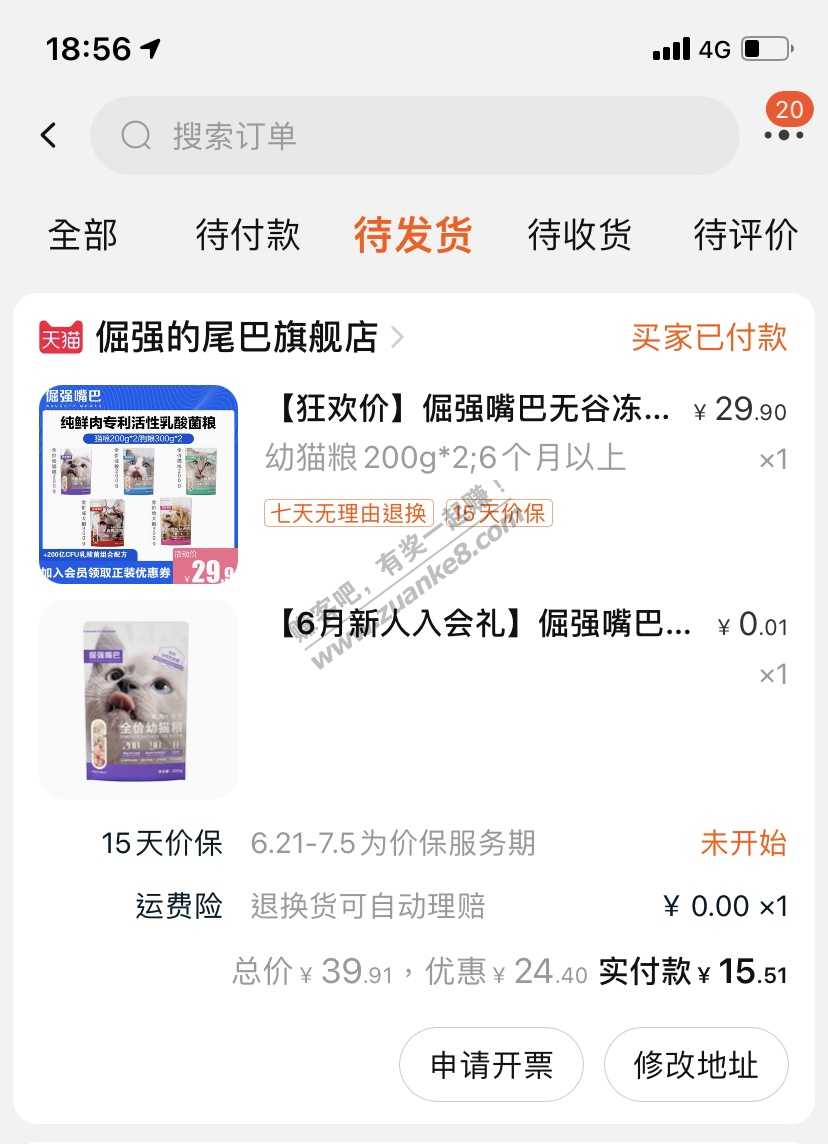 18:56
4G
20
搜索订单
全部 待付款 待发货 待收货 待评价
天猫 倔强的尾巴旗舰店
买家已付款
倔强嘴巴
纯鲜肉专利活性乳酸菌粮
猫粮200g*2/狗粮300g*2
+200亿CFU乳酸菌组合配方
加入会员领取正装优惠券
活动价
¥29.9
【狂欢价】倔强嘴巴无谷冻... ¥29.90
幼猫粮200g*2;6个月以上 ×1
七天无理由退换 15天价保
赚客吧,有奖一起赚!
www.zuanke8.com
倔强嘴巴
全价幼猫粮
【6月新人入会礼】倔强嘴巴... ¥0.01
×1
15天价保 6.21-7.5为价保服务期 未开始
运费险 退换货可自动理赔 ¥ 0.00 ×1
总价¥39.91,优惠¥24.40 实付款¥15.51
申请开票 修改地址